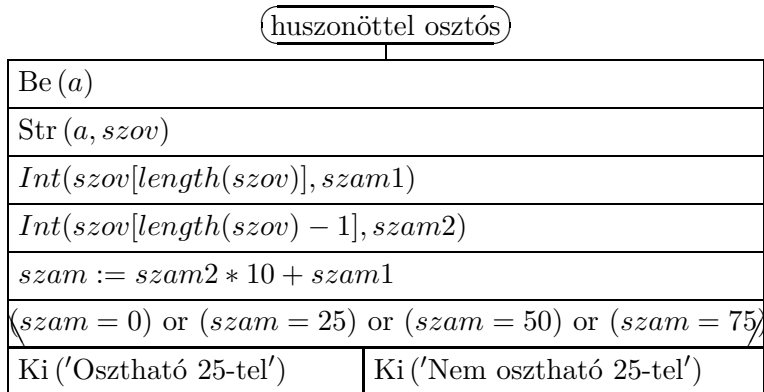 huszonöttel osztós
Be (a)
Str (a, szov)
Int(szov[length(szov)], szam1)
Int(szov[length(szov) − 1], szam2)
szam := szam2 * 10 + szam1
(szam = 0) or (szam = 25) or (szam = 50) or (szam = 75)
Ki ('Osztható 25-tel') Ki ('Nem osztható 25-tel')